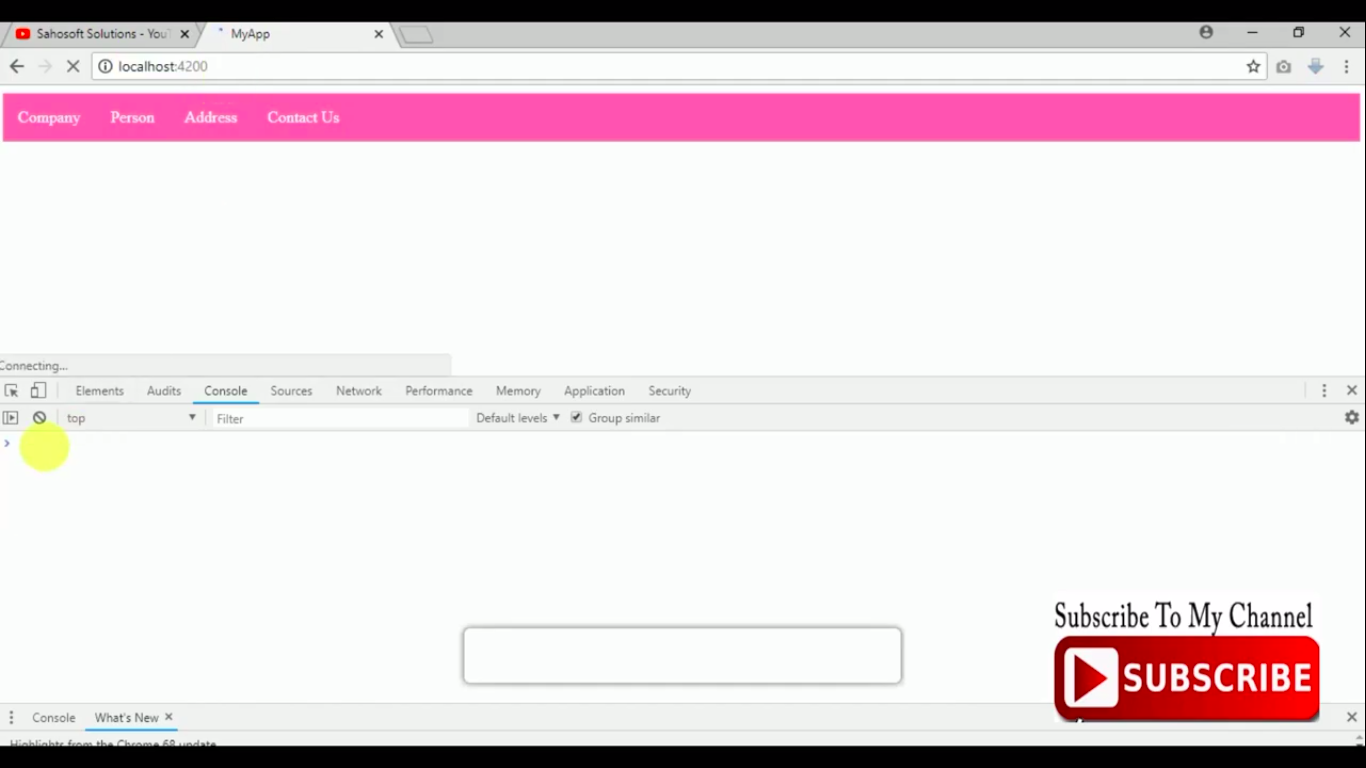 Sahosoft Solutions - You
MyApp
localhost:4200
Company Person Address Contact Us
Connecting...
Elements Audits Console Sources Network Performance Memory Application Security
top Filter Default levels Group similar
Subscribe To My Channel
SUBSCRIBE
Console What's New
Highlights from the Chrome 68 update